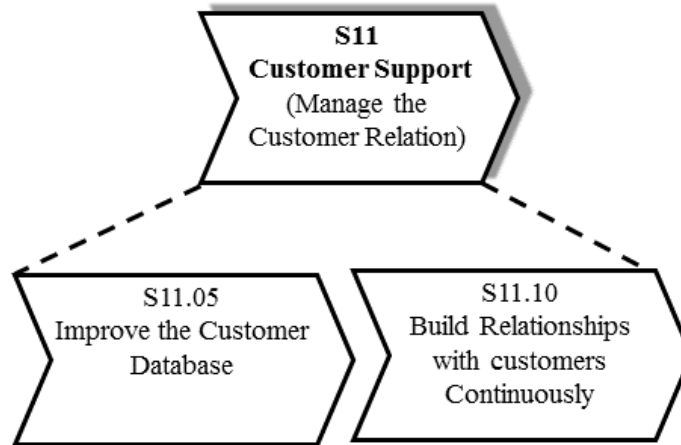 S11
Customer Support
(Manage the
Customer Relation)
S11.05
Improve the Customer
Database
S11.10
Build Relationships
with customers
Continuously